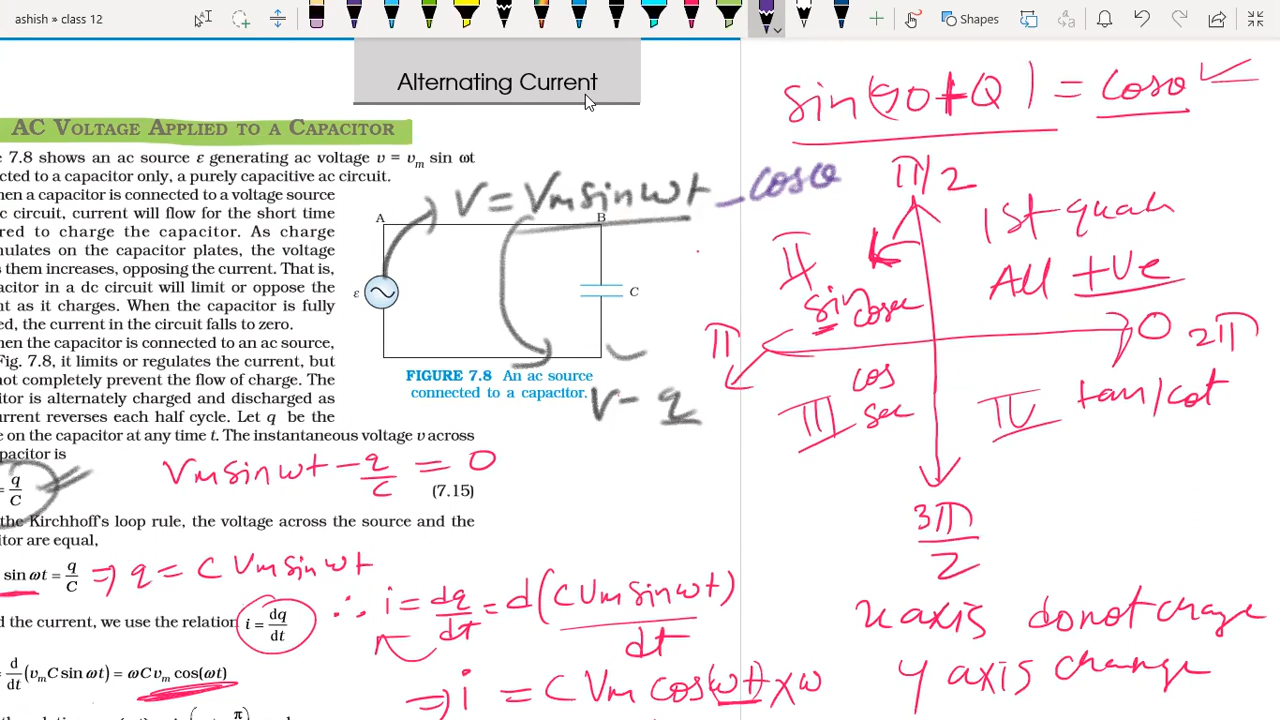 ashish » class 12
Shapes
Alternating Current
AC VOLTAGE APPLIED TO A CAPACITOR
e 7.8 shows an ac source ε generating ac voltage v = vm sin ωt
cted to a capacitor only, a purely capacitive ac circuit.
hen a capacitor is connected to a voltage source
c circuit, current will flow for the short time
red to charge the capacitor. As charge
mulates on the capacitor plates, the voltage
s them increases, opposing the current. That is,
acitor in a dc circuit will limit or oppose the
nt as it charges. When the capacitor is fully
ed, the current in the circuit falls to zero.
hen the capacitor is connected to an ac source,
Fig. 7.8, it limits or regulates the current, but
not completely prevent the flow of charge. The
itor is alternately charged and discharged as
urrent reverses each half cycle. Let q be the
e on the capacitor at any time t. The instantaneous voltage v across
apacitor is
= q/C
(7.15)
the Kirchhoff's loop rule, the voltage across the source and the
itor are equal,
sin ωt = q/C
d the current, we use the relation i = dq/dt
= d/dt (vm C sin ωt) = ωC vm cos(ωt)
A
B
ε
C
FIGURE 7.8 An ac source
connected to a capacitor.
V = Vm sin ωt - cosθ
V - q
Vm sin ωt - q/C = 0
⇒ q = C Vm sin ωt
∴ i = dq/dt = d(C Vm sin ωt)/dt
⇒ i = C Vm cos(ωt) × ω
sin(90+θ) = cosθ
π/2
1st quad
All +ve
II
sin
cosec
π
0 2π
cos
sec
III
IV
tan/cot
3π/2
x axis do not change
y axis change